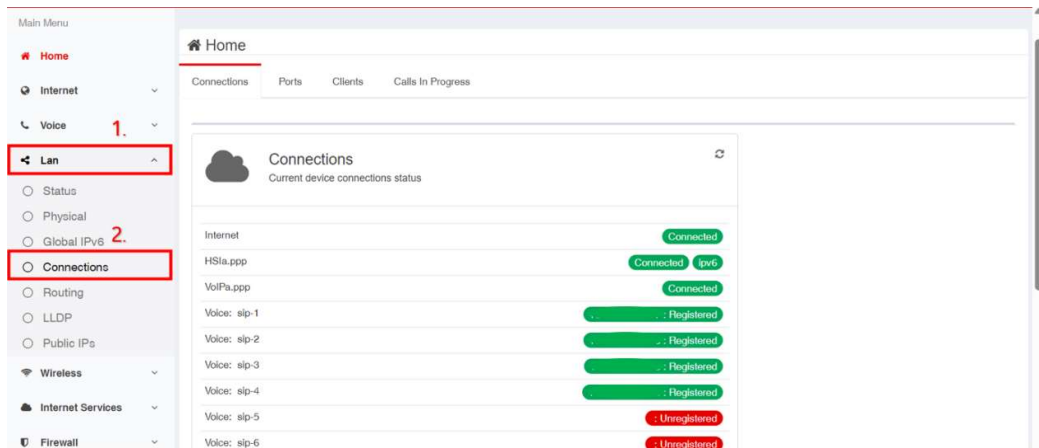 Main Menu
Home
Internet
Voice
1.
Lan
Status
Physical
Global IPv6
2.
Connections
Routing
LLDP
Public IPs
Wireless
Internet Services
Firewall
Home
Connections Ports Clients Calls In Progress
Connections
Current device connections status
Internet Connected
HSIa.ppp Connected ipv6
VoIPa.ppp Connected
Voice: sip-1 : Registered
Voice: sip-2 : Registered
Voice: sip-3 : Registered
Voice: sip-4 : Registered
Voice: sip-5 : Unregistered
Voice: sip-6 : Unregistered